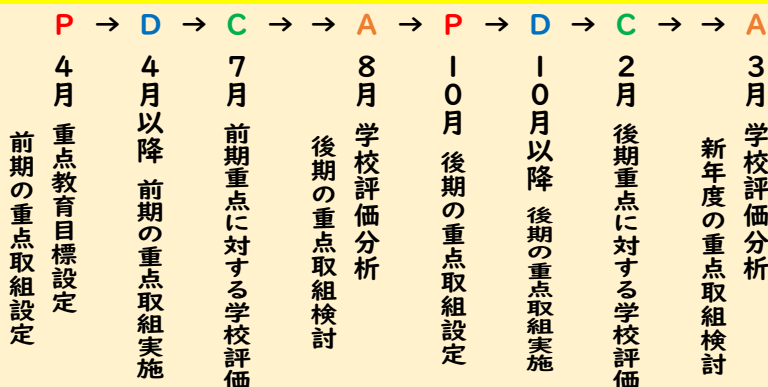 P → D → C → → A → P → D → C → → A
4月 重点教育目標設定
前期の重点取組設定
4月以降 前期の重点取組実施
7月 前期重点に対する学校評価
8月 学校評価分析
後期の重点取組検討
10月 後期の重点取組設定
10月以降 後期の重点取組実施
2月 後期重点に対する学校評価
3月 学校評価分析
新年度の重点取組検討